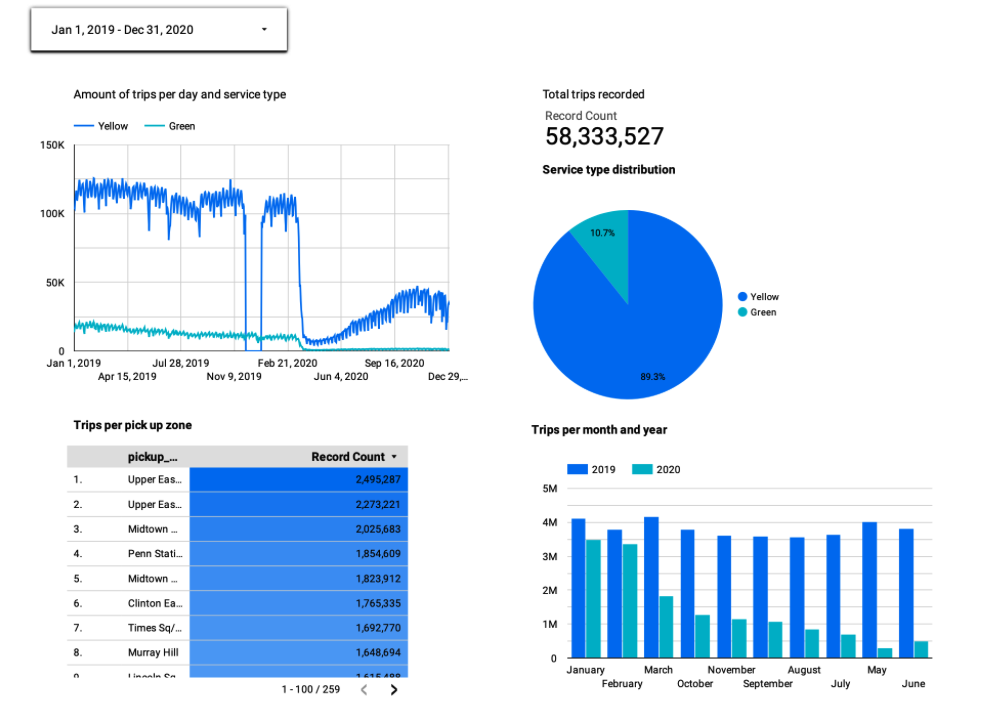 Jan 1, 2019 - Dec 31, 2020
Amount of trips per day and service type
Yellow Green
150K
100K
50K
0
Jan 1, 2019 Jul 28, 2019 Feb 21, 2020 Sep 16, 2020
Apr 15, 2019 Nov 9, 2019 Jun 4, 2020 Dec 29,...
Total trips recorded
Record Count
58,333,527
Service type distribution
10.7%
89.3%
Yellow
Green
Trips per pick up zone
pickup_... Record Count
1. Upper Eas... 2,495,287
2. Upper Eas... 2,273,221
3. Midtown ... 2,025,683
4. Penn Stati... 1,854,609
5. Midtown ... 1,823,912
6. Clinton Ea... 1,765,335
7. Times Sq/... 1,692,770
8. Murray Hill 1,648,694
1 - 100 / 259
Trips per month and year
2019 2020
5M
4M
3M
2M
1M
0
January March November August May
February October September July June